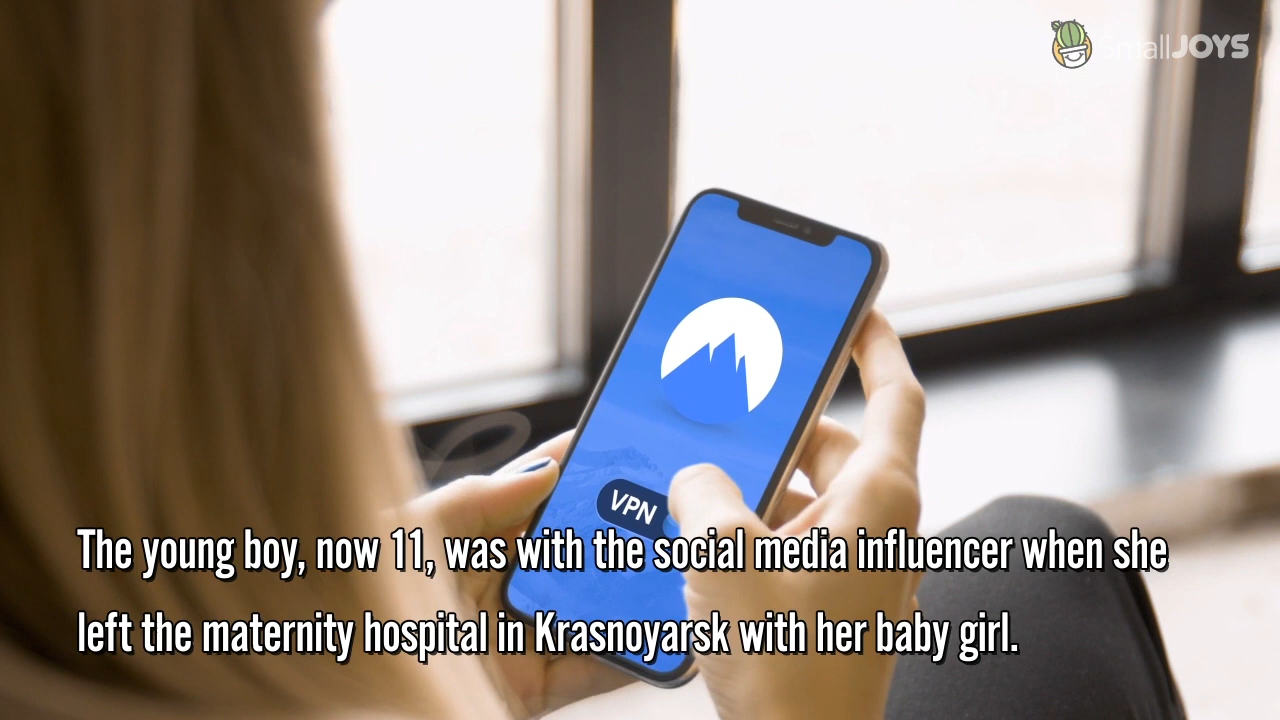 SmallJOYS
VPN
The young boy, now 11, was with the social media influencer when she
left the maternity hospital in Krasnoyarsk with her baby girl.